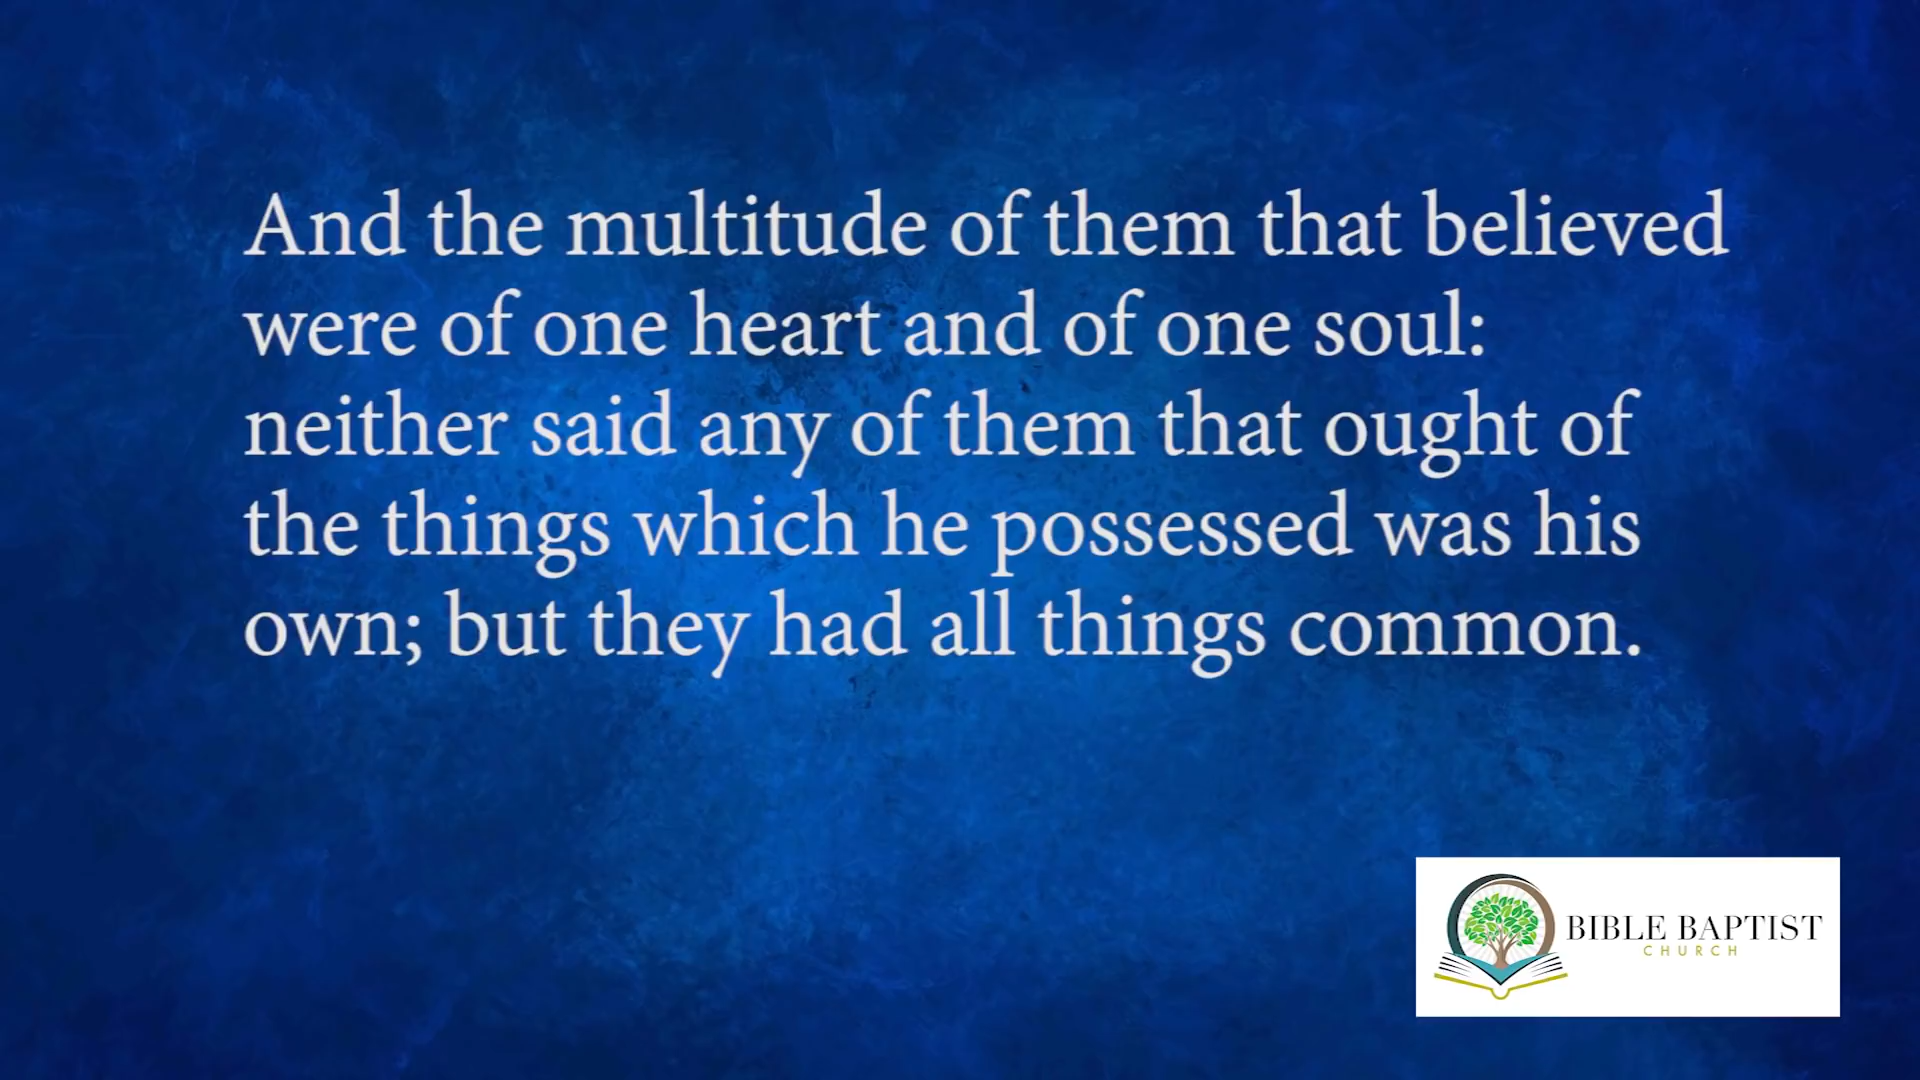 And the multitude of them that believed
were of one heart and of one soul:
neither said any of them that ought of
the things which he possessed was his
own; but they had all things common.
BIBLE BAPTIST
CHURCH